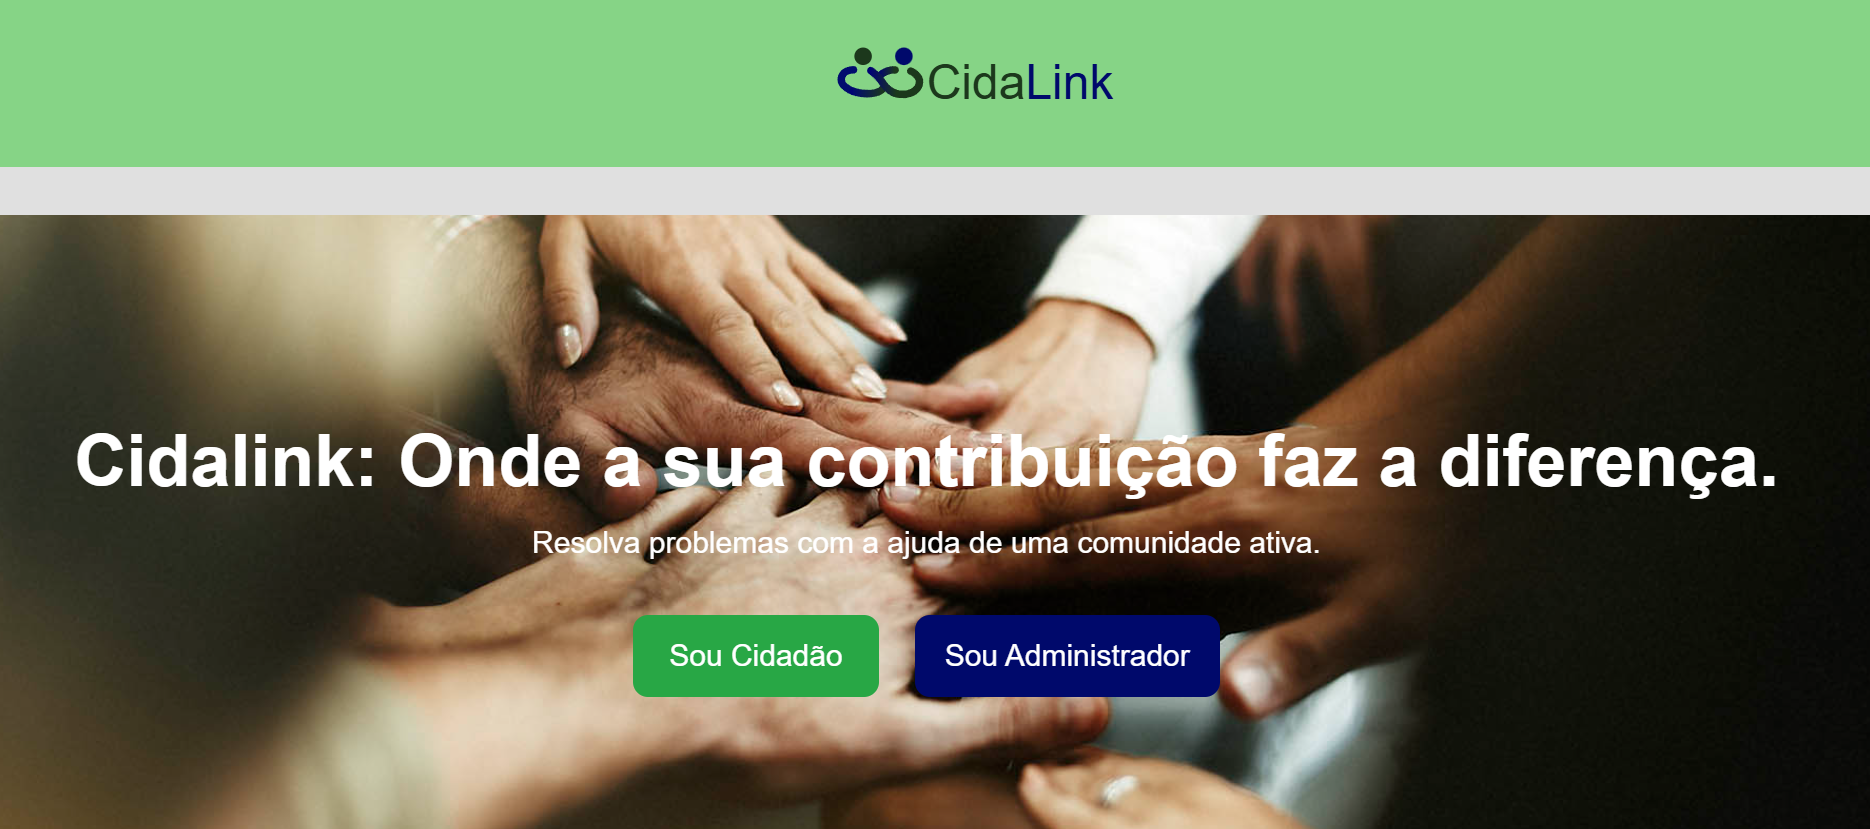 CidaLink
Cidalink: Onde a sua contribuição faz a diferença.
Resolva problemas com a ajuda de uma comunidade ativa.
Sou Cidadão
Sou Administrador